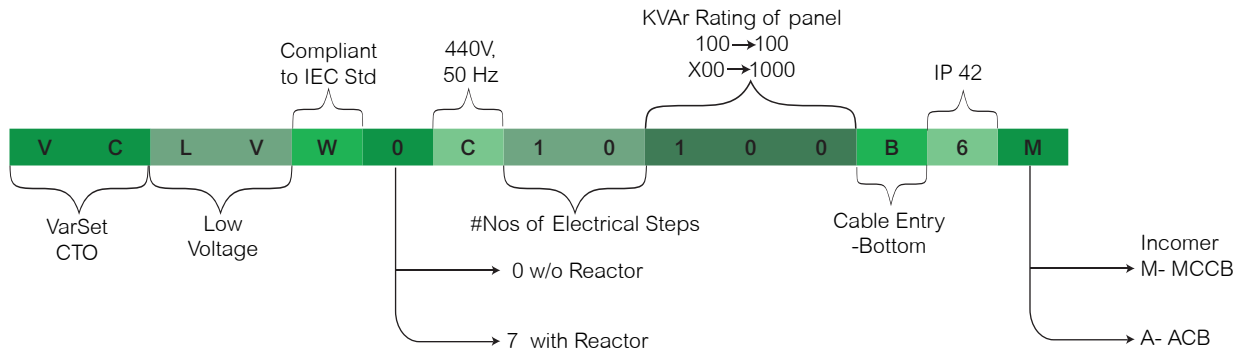 KVAr Rating of panel
100→100
X00→1000
Compliant
to IEC Std
440V,
50 Hz
IP 42
V C L V W 0 C 1 0 1 0 0 B 6 M
VarSet
CTO
Low
Voltage
#Nos of Electrical Steps
Cable Entry
-Bottom
0 w/o Reactor
7 with Reactor
Incomer
M- MCCB
A- ACB